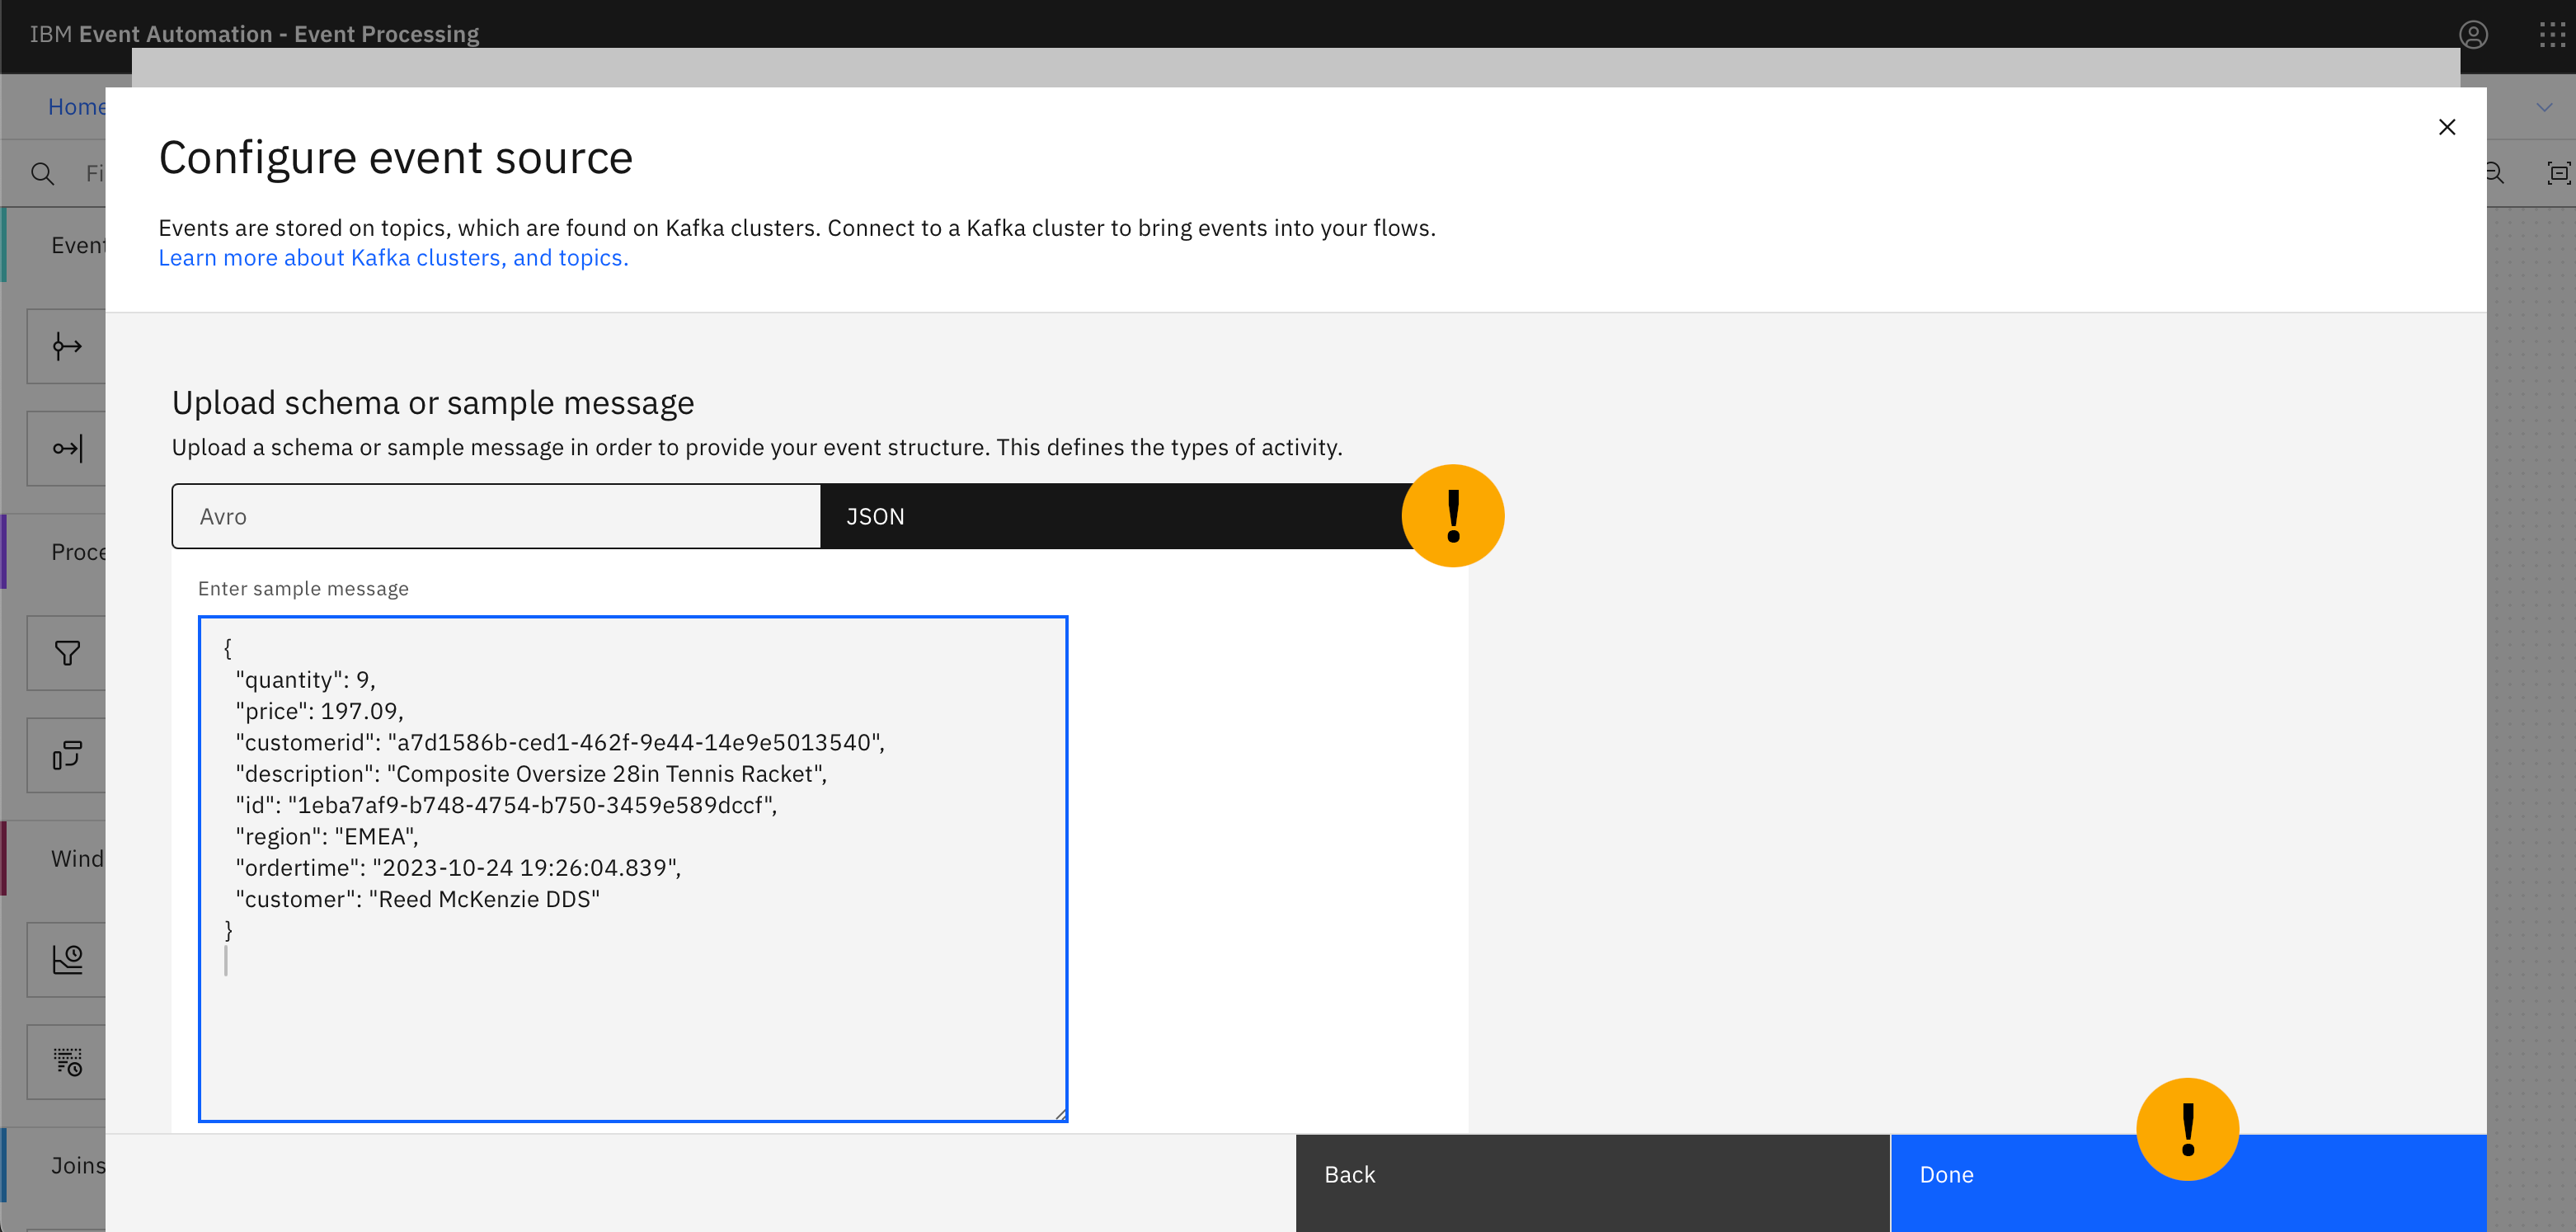 IBM Event Automation - Event Processing
Home
Fi
Configure event source
Events are stored on topics, which are found on Kafka clusters. Connect to a Kafka cluster to bring events into your flows.
Learn more about Kafka clusters, and topics.
Event
Proce
Wind
Joins
Upload schema or sample message
Upload a schema or sample message in order to provide your event structure. This defines the types of activity.
Avro
JSON
!
Enter sample message
{
"quantity": 9,
"price": 197.09,
"customerid": "a7d1586b-ced1-462f-9e44-14e9e5013540",
"description": "Composite Oversize 28in Tennis Racket",
"id": "1eba7af9-b748-4754-b750-3459e589dccf",
"region": "EMEA",
"ordertime": "2023-10-24 19:26:04.839",
"customer": "Reed McKenzie DDS"
}
!
Back
Done